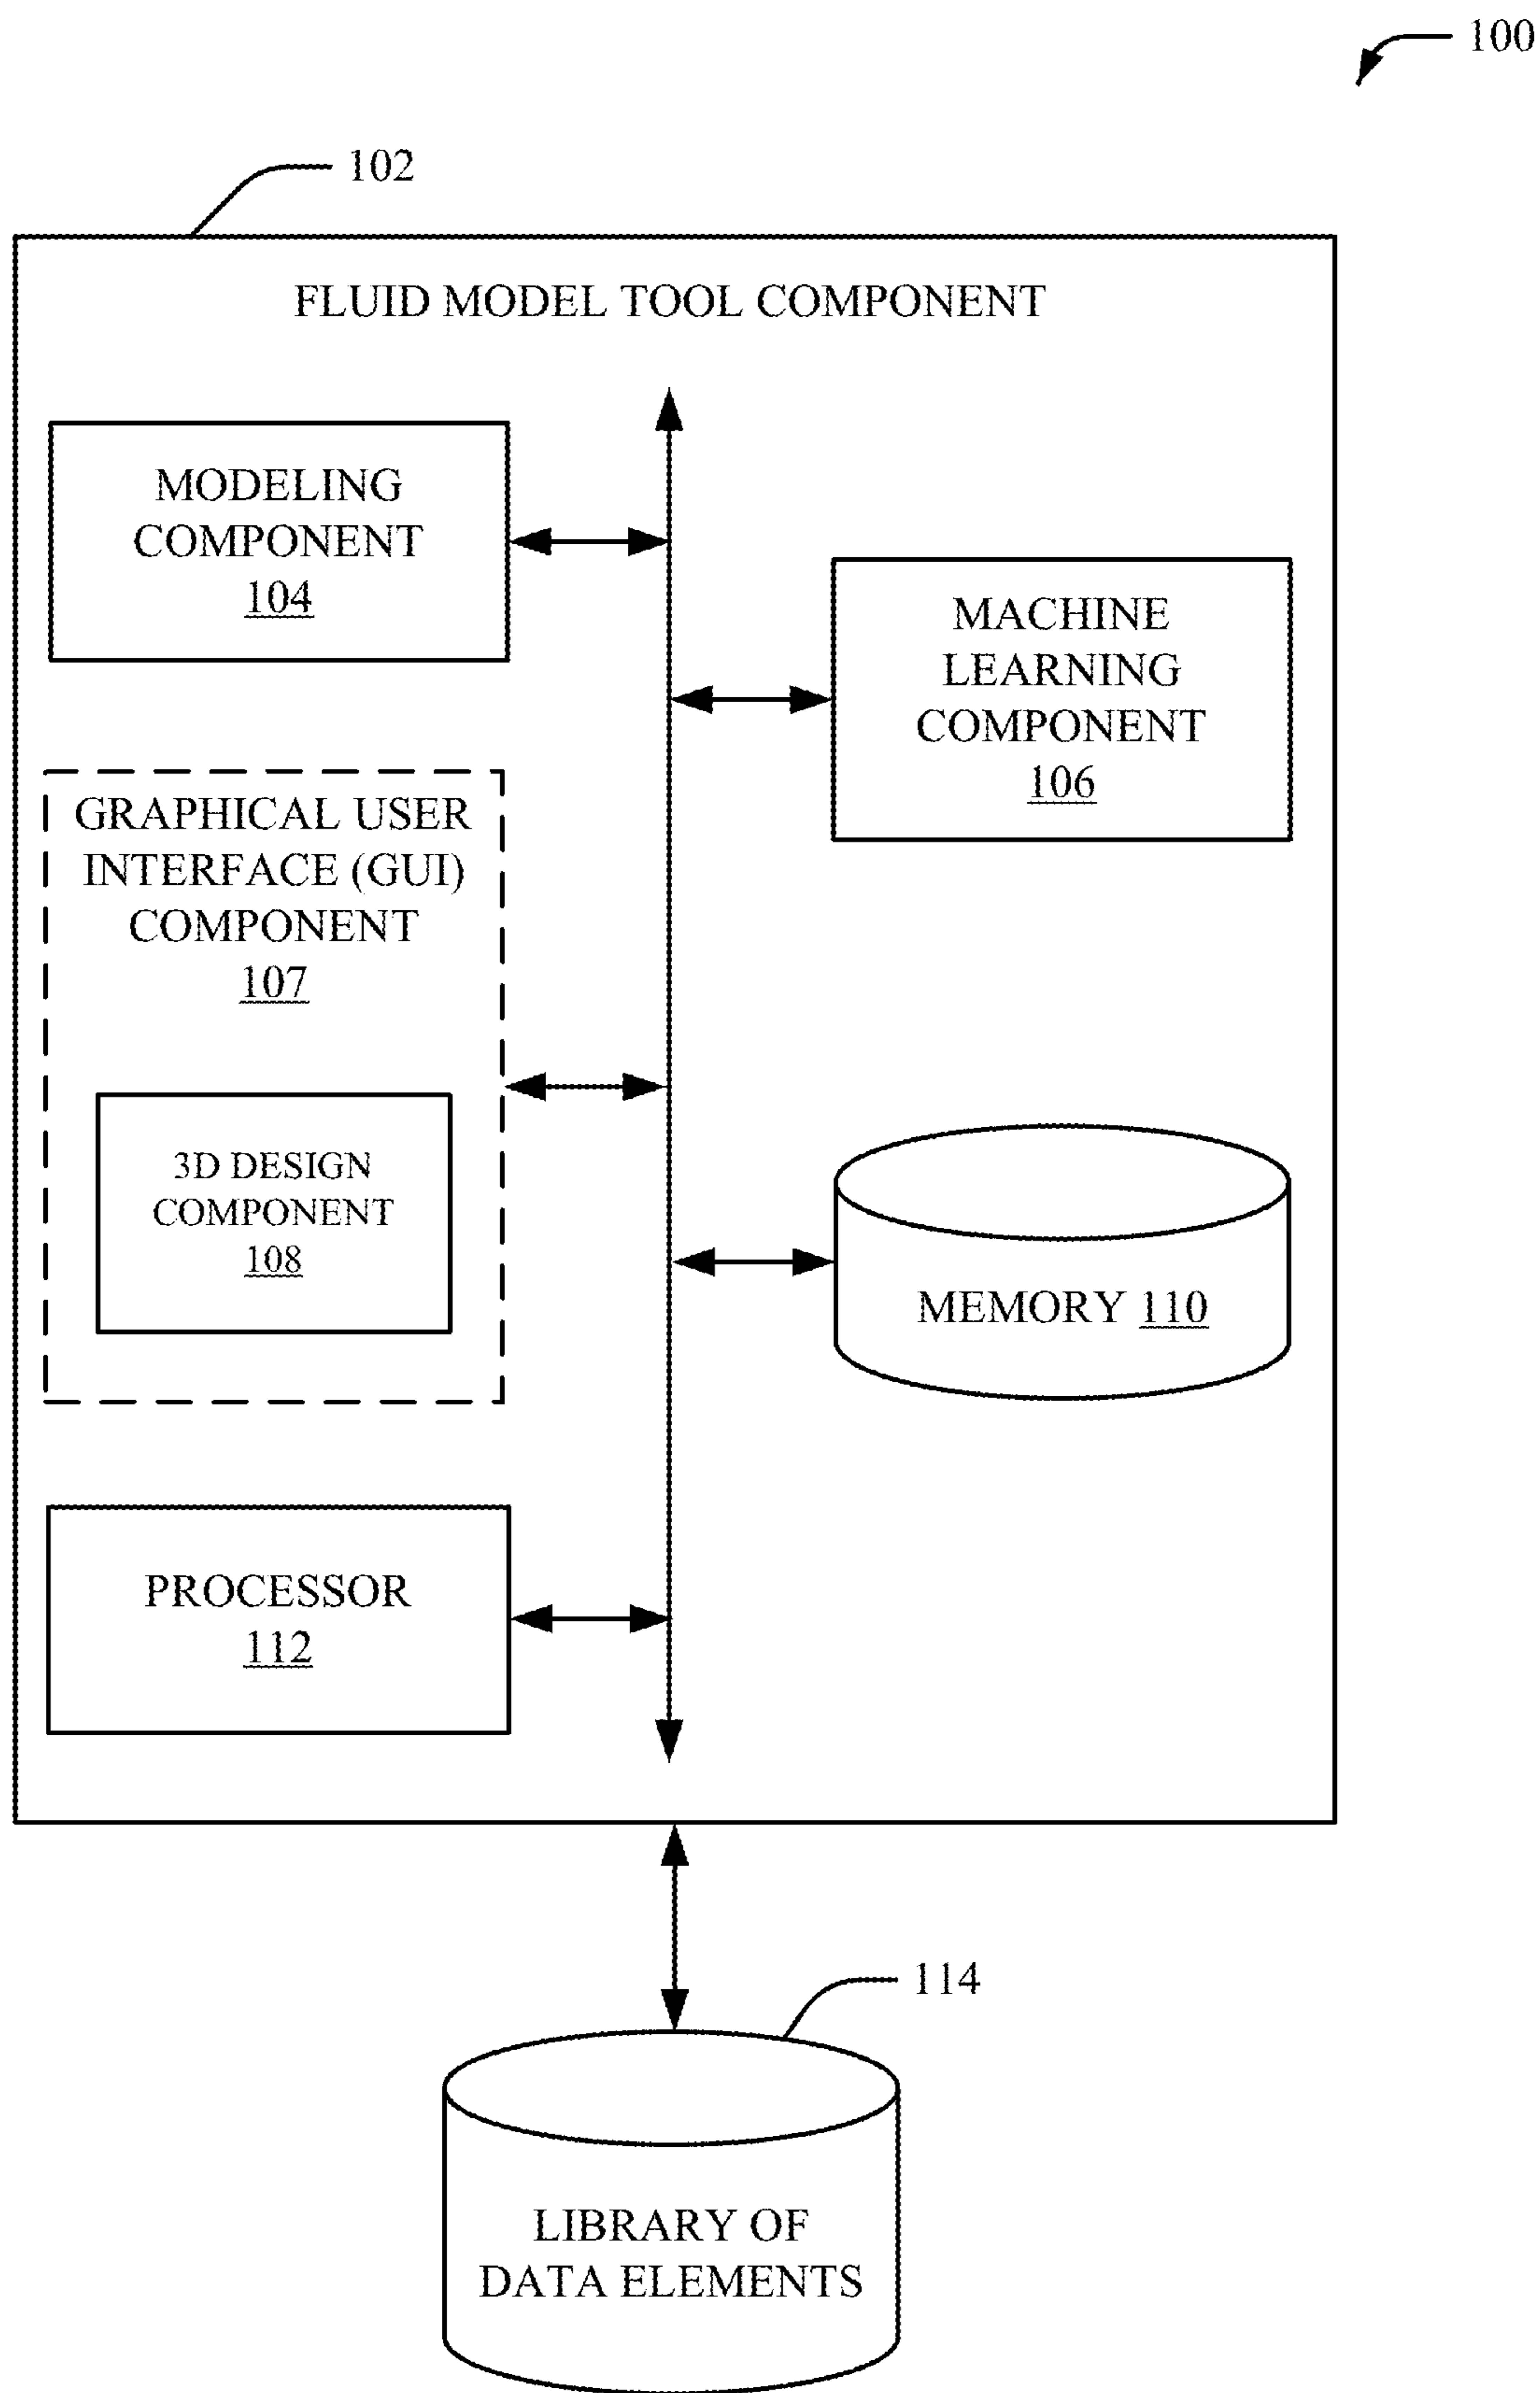 100
102
FLUID MODEL TOOL COMPONENT
MODELING
COMPONENT
104
MACHINE
LEARNING
COMPONENT
106
GRAPHICAL USER
INTERFACE (GUI)
COMPONENT
107
3D DESIGN
COMPONENT
108
MEMORY 110
PROCESSOR
112
114
LIBRARY OF
DATA ELEMENTS